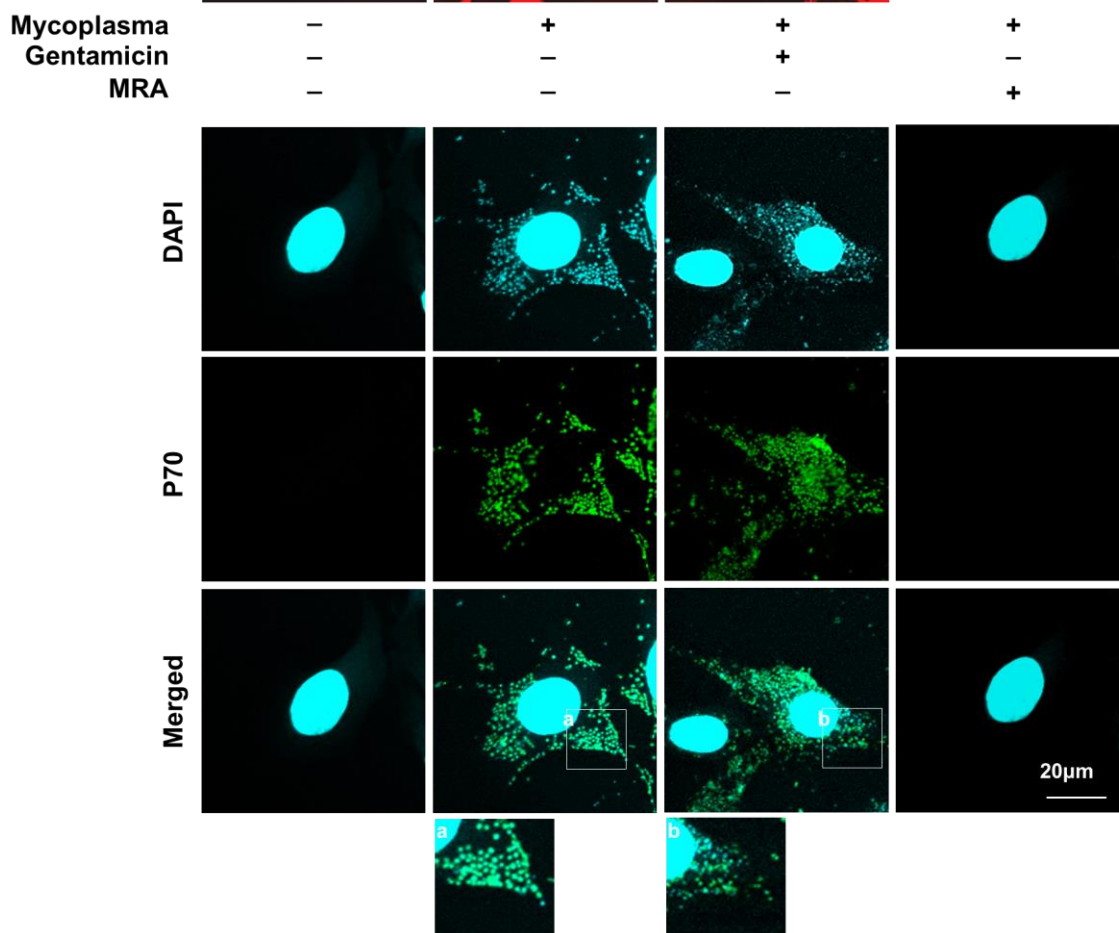 Mycoplasma − + + +
Gentamicin − − + −
MRA − − − +
DAPI
P70
Merged
a
b
20μm
a
b